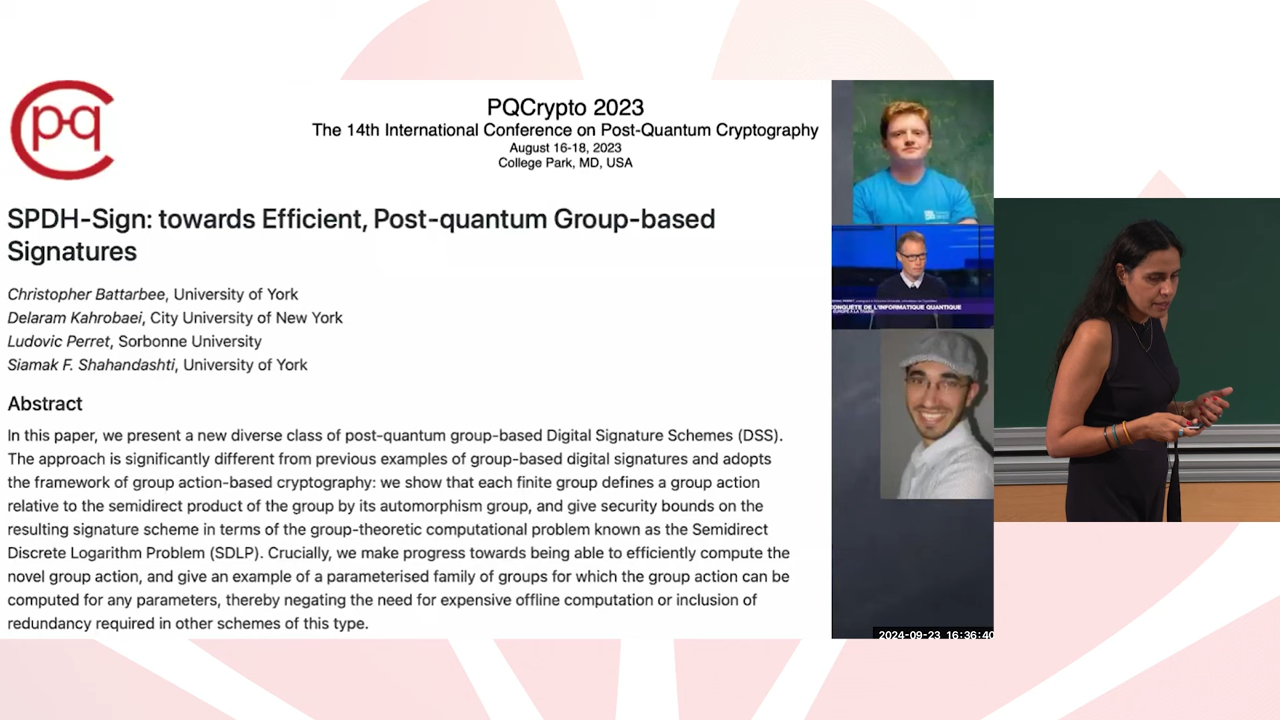 pq
PQCrypto 2023
The 14th International Conference on Post-Quantum Cryptography
August 16-18, 2023
College Park, MD, USA
SPDH-Sign: towards Efficient, Post-quantum Group-based
Signatures
Christopher Battarbee, University of York
Delaram Kahrobaei, City University of New York
Ludovic Perret, Sorbonne University
Siamak F. Shahandashti, University of York
Abstract
In this paper, we present a new diverse class of post-quantum group-based Digital Signature Schemes (DSS).
The approach is significantly different from previous examples of group-based digital signatures and adopts
the framework of group action-based cryptography: we show that each finite group defines a group action
relative to the semidirect product of the group by its automorphism group, and give security bounds on the
resulting signature scheme in terms of the group-theoretic computational problem known as the Semidirect
Discrete Logarithm Problem (SDLP). Crucially, we make progress towards being able to efficiently compute the
novel group action, and give an example of a parameterised family of groups for which the group action can be
computed for any parameters, thereby negating the need for expensive offline computation or inclusion of
redundancy required in other schemes of this type.
ONQUÊTE DE L'INFORMATIQUE QUANTIQUE
2024-09-23 16:36:40